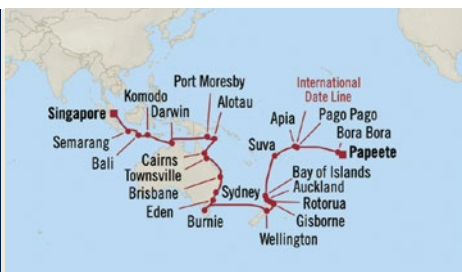 Singapore
Semarang
Bali
Komodo
Darwin
Port Moresby
Alotau
Cairns
Townsville
Brisbane
Eden
Sydney
Burnie
Wellington
Gisborne
Rotorua
Auckland
Bay of Islands
Suva
Apia
International
Date Line
Pago Pago
Bora Bora
Papeete